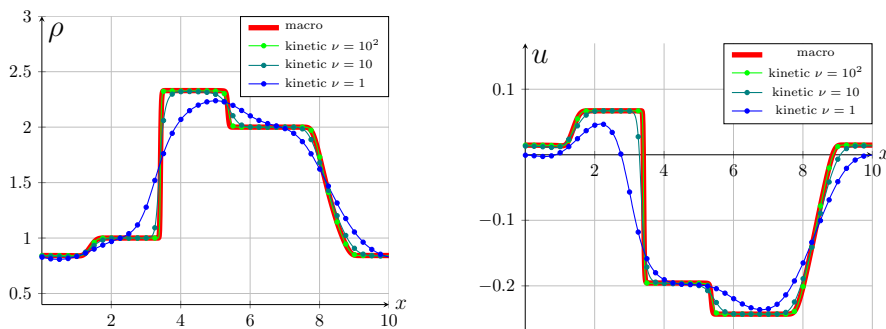 ρ
macro
kinetic ν = 10²
kinetic ν = 10
kinetic ν = 1
3
2.5
2
1.5
1
0.5
2 4 6 8 10
x
u
macro
kinetic ν = 10²
kinetic ν = 10
kinetic ν = 1
0.1
−0.1
−0.2
2 4 6 8 10
x